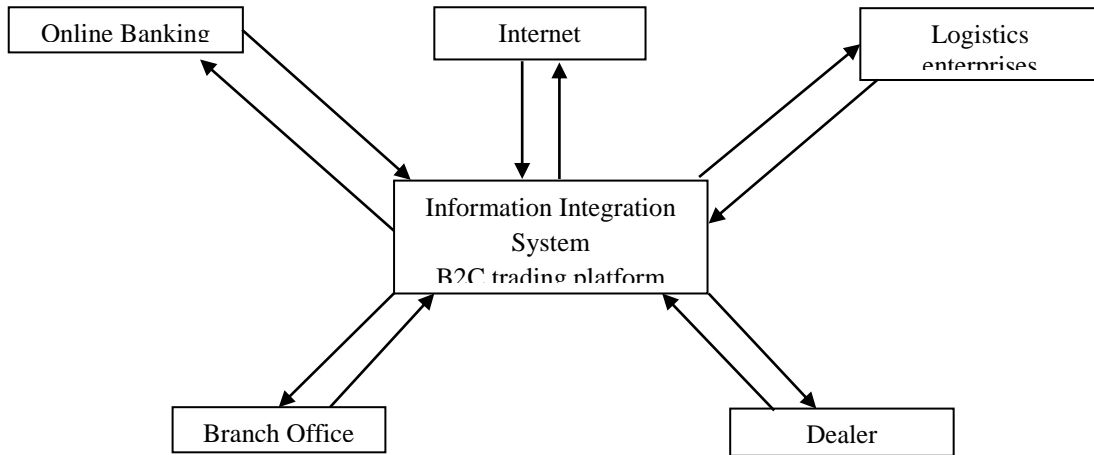 Online Banking
Internet
Logistics
enterprises
Information Integration
System
B2C trading platform
Branch Office
Dealer